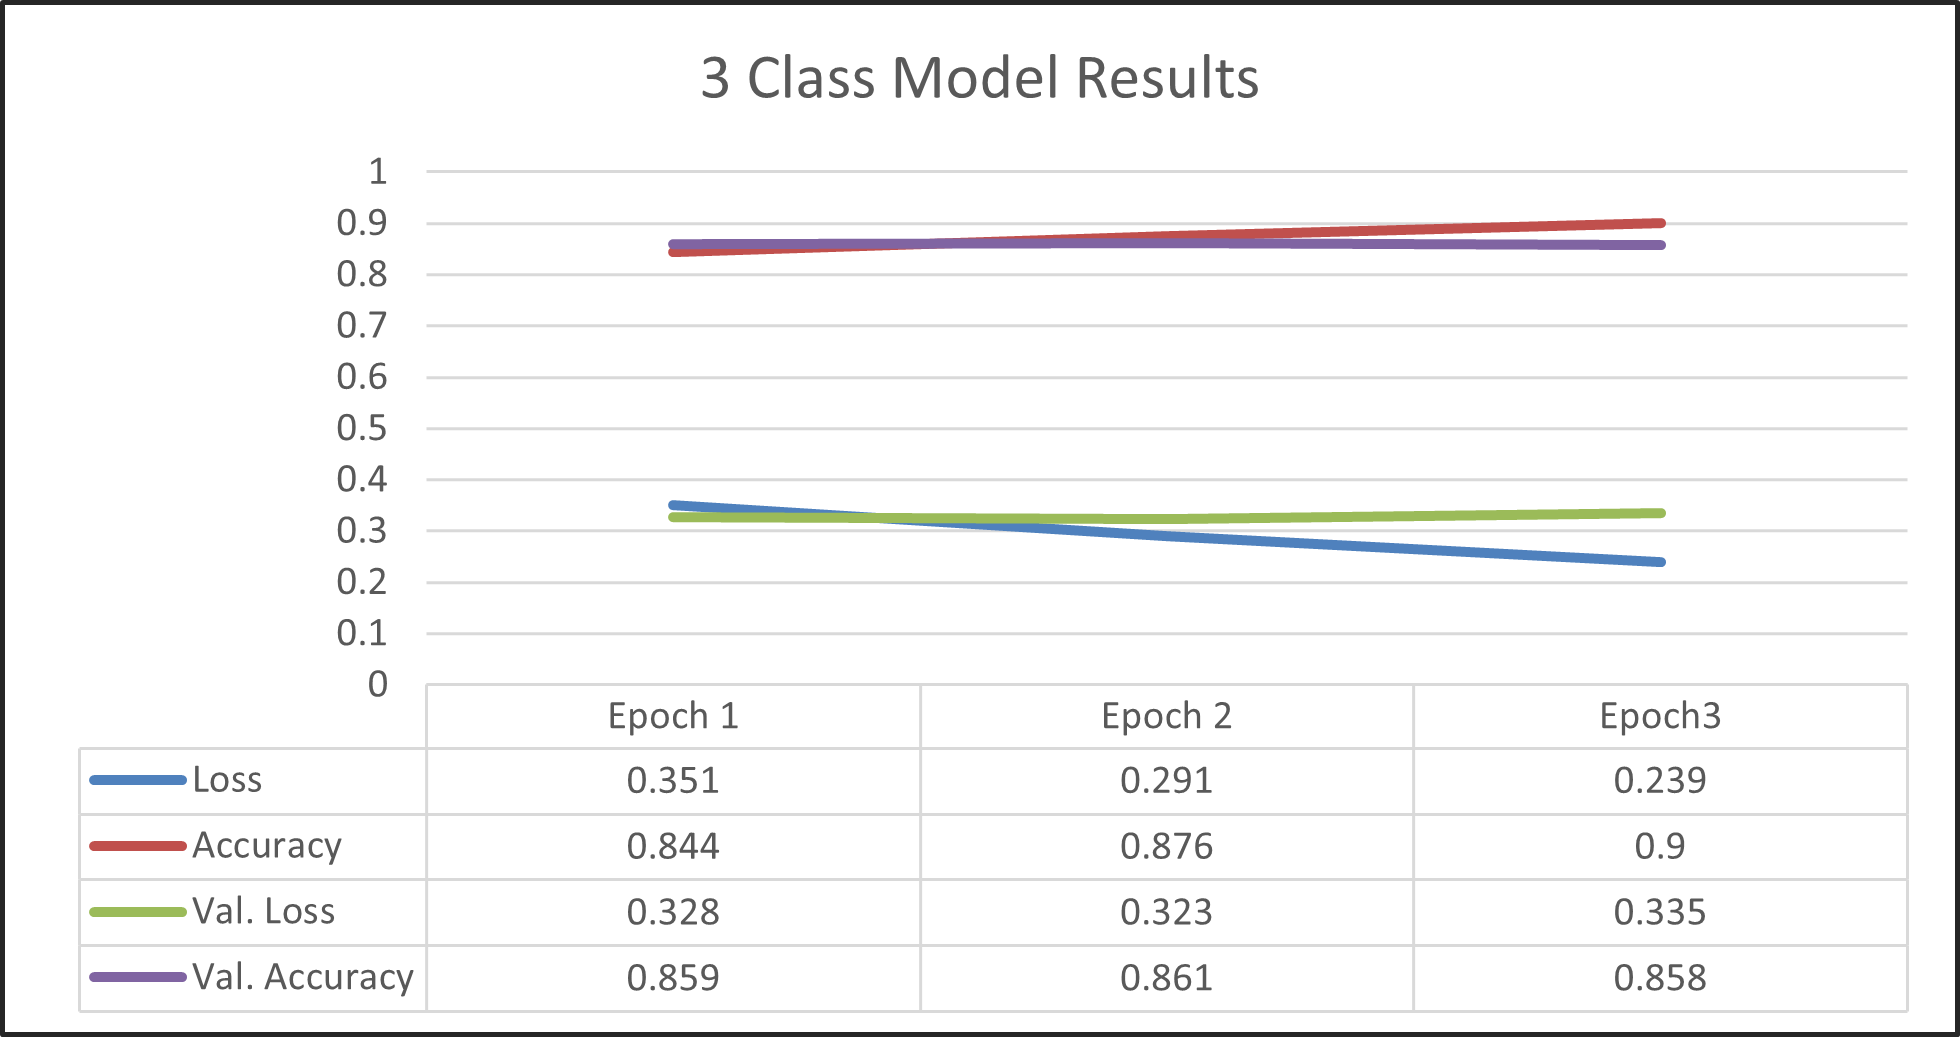 3 Class Model Results
1
0.9
0.8
0.7
0.6
0.5
0.4
0.3
0.2
0.1
0
Epoch 1 Epoch 2 Epoch3
Loss 0.351 0.291 0.239
Accuracy 0.844 0.876 0.9
Val. Loss 0.328 0.323 0.335
Val. Accuracy 0.859 0.861 0.858